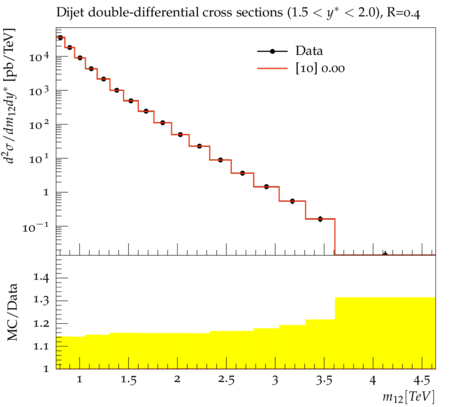 Dijet double-differential cross sections (1.5 < y* < 2.0), R=0.4
d²σ/dm₁₂dy* [pb/TeV]
Data
[10] 0.00
10⁴
10³
10²
10¹
1
10⁻¹
MC/Data
1.4
1.3
1.2
1.1
1
1 1.5 2 2.5 3 3.5 4 4.5
m₁₂[TeV]